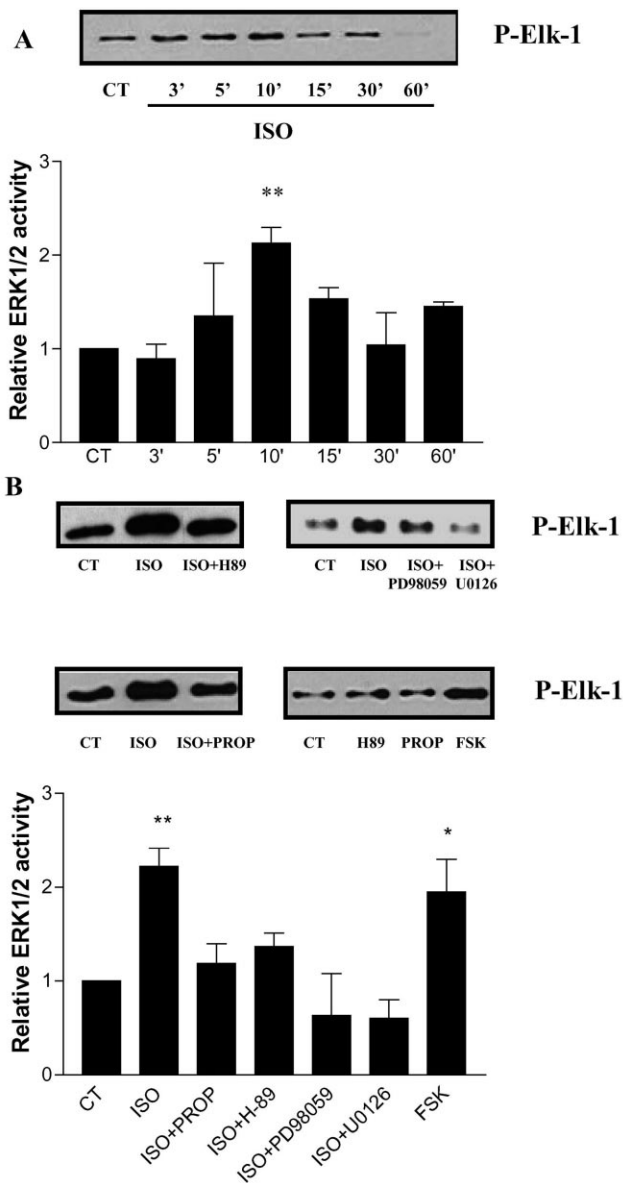 A
P-Elk-1
CT 3’ 5’ 10’ 15’ 30’ 60’
ISO
Relative ERK1/2 activity
3
2
1
0
**
CT 3' 5' 10' 15' 30' 60'
B
P-Elk-1
CT ISO ISO+H89
CT ISO ISO+ ISO+
PD98059 U0126
P-Elk-1
CT ISO ISO+PROP
CT H89 PROP FSK
Relative ERK1/2 activity
3
2
1
0
** *
CT ISO ISO+PROP ISO+H-89 ISO+PD98059 ISO+U0126 FSK